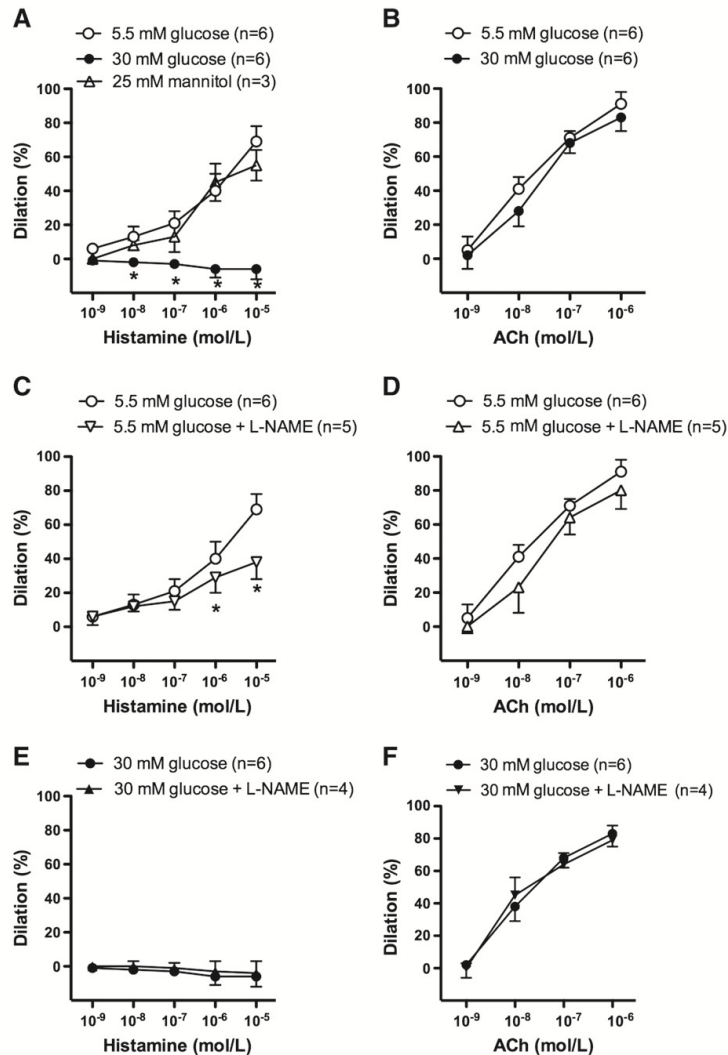 A
5.5 mM glucose (n=6)
30 mM glucose (n=6)
25 mM mannitol (n=3)
100
80
60
40
20
0
Dilation (%)
*
*
*
*
10-9
10-8
10-7
10-6
10-5
Histamine (mol/L)
B
5.5 mM glucose (n=6)
30 mM glucose (n=6)
100
80
60
40
20
0
Dilation (%)
10-9
10-8
10-7
10-6
ACh (mol/L)
C
5.5 mM glucose (n=6)
5.5 mM glucose + L-NAME (n=5)
100
80
60
40
20
0
Dilation (%)
*
*
10-9
10-8
10-7
10-6
10-5
Histamine (mol/L)
D
5.5 mM glucose (n=6)
5.5 mM glucose + L-NAME (n=5)
100
80
60
40
20
0
Dilation (%)
10-9
10-8
10-7
10-6
ACh (mol/L)
E
30 mM glucose (n=6)
30 mM glucose + L-NAME (n=4)
100
80
60
40
20
0
Dilation (%)
10-9
10-8
10-7
10-6
10-5
Histamine (mol/L)
F
30 mM glucose (n=6)
30 mM glucose + L-NAME (n=4)
100
80
60
40
20
0
Dilation (%)
10-9
10-8
10-7
10-6
ACh (mol/L)